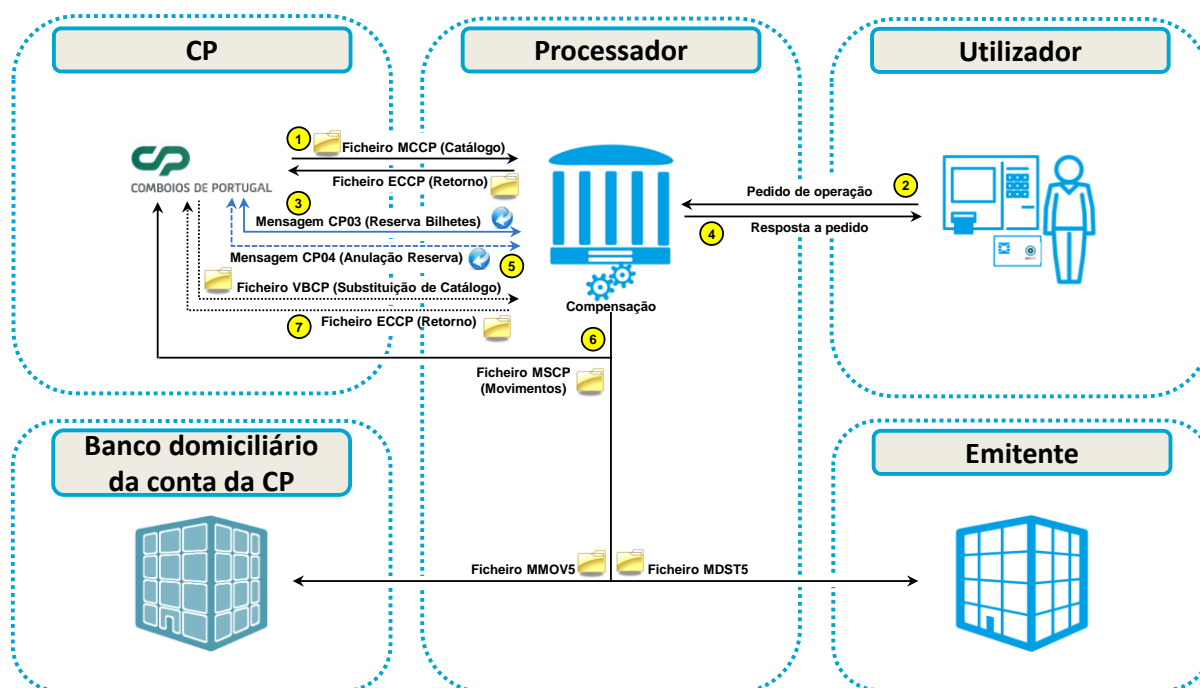 CP
Processador
Utilizador
1
Ficheiro MCCP (Catálogo)
Ficheiro ECCP (Retorno)
cp
COMBOIOS DE PORTUGAL
3
Mensagem CP03 (Reserva Bilhetes)
Mensagem CP04 (Anulação Reserva)
5
Ficheiro VBCP (Substituição de Catálogo)
7
Ficheiro ECCP (Retorno)
Pedido de operação
2
4
Resposta a pedido
Compensação
6
Ficheiro MSCP
(Movimentos)
Banco domiciliário
da conta da CP
Emitente
Ficheiro MMOV5
Ficheiro MDST5